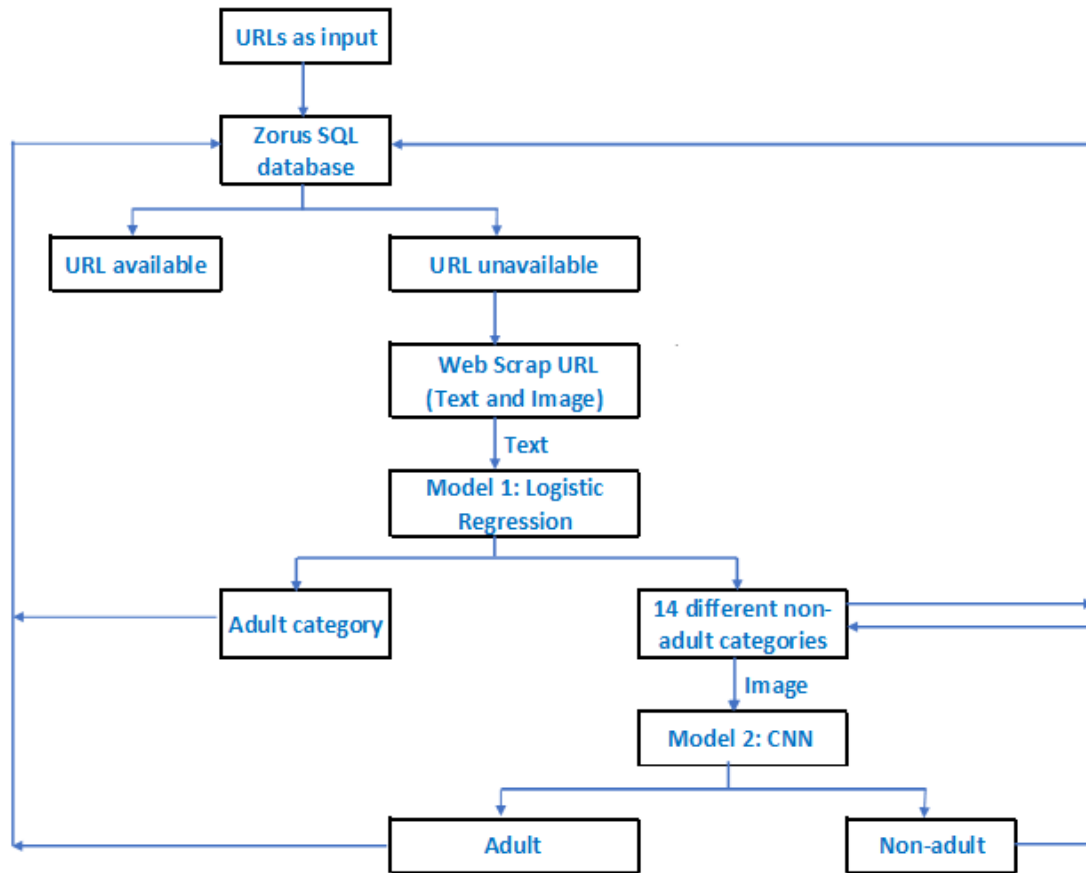 URLs as input
Zorus SQL
database
URL available
URL unavailable
Web Scrap URL
(Text and Image)
Text
Model 1: Logistic
Regression
Adult category
14 different non-
adult categories
Image
Model 2: CNN
Adult
Non-adult